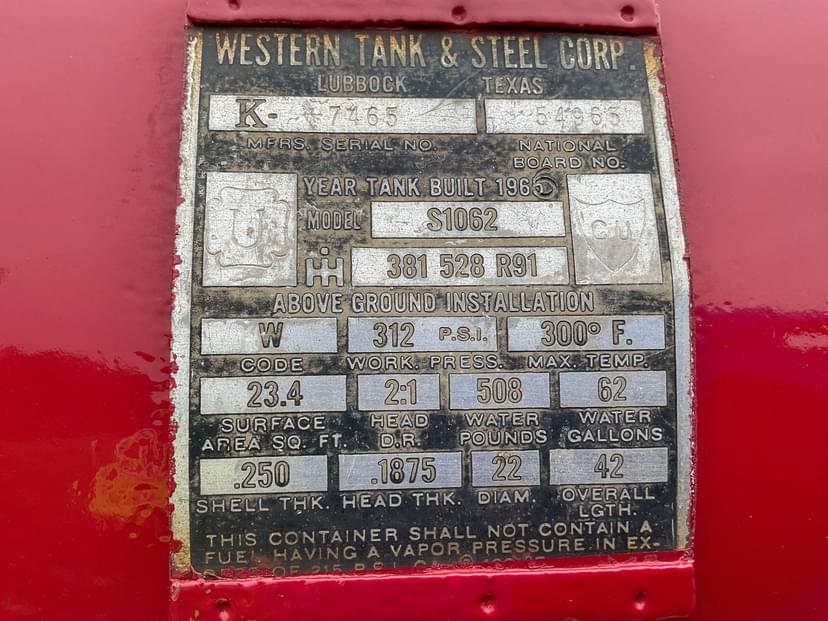 WESTERN TANK & STEEL CORP.
LUBBOCK TEXAS
K- 7465 54965
MFRS. SERIAL NO. NATIONAL
BOARD NO.
YEAR TANK BUILT 1965
U MODEL S1062 C.U
IH 381 528 R91
ABOVE GROUND INSTALLATION
W 312 P.S.I. 300° F.
CODE WORK. PRESS. MAX. TEMP.
23.4 2:1 508 62
SURFACE HEAD WATER WATER
AREA SQ. FT. D.R. POUNDS GALLONS
.250 .1875 22 42
SHELL THK. HEAD THK. DIAM. OVERALL
LGTH.
THIS CONTAINER SHALL NOT CONTAIN A
FUEL HAVING A VAPOR PRESSURE IN EX-
OF 215 P.S.I.